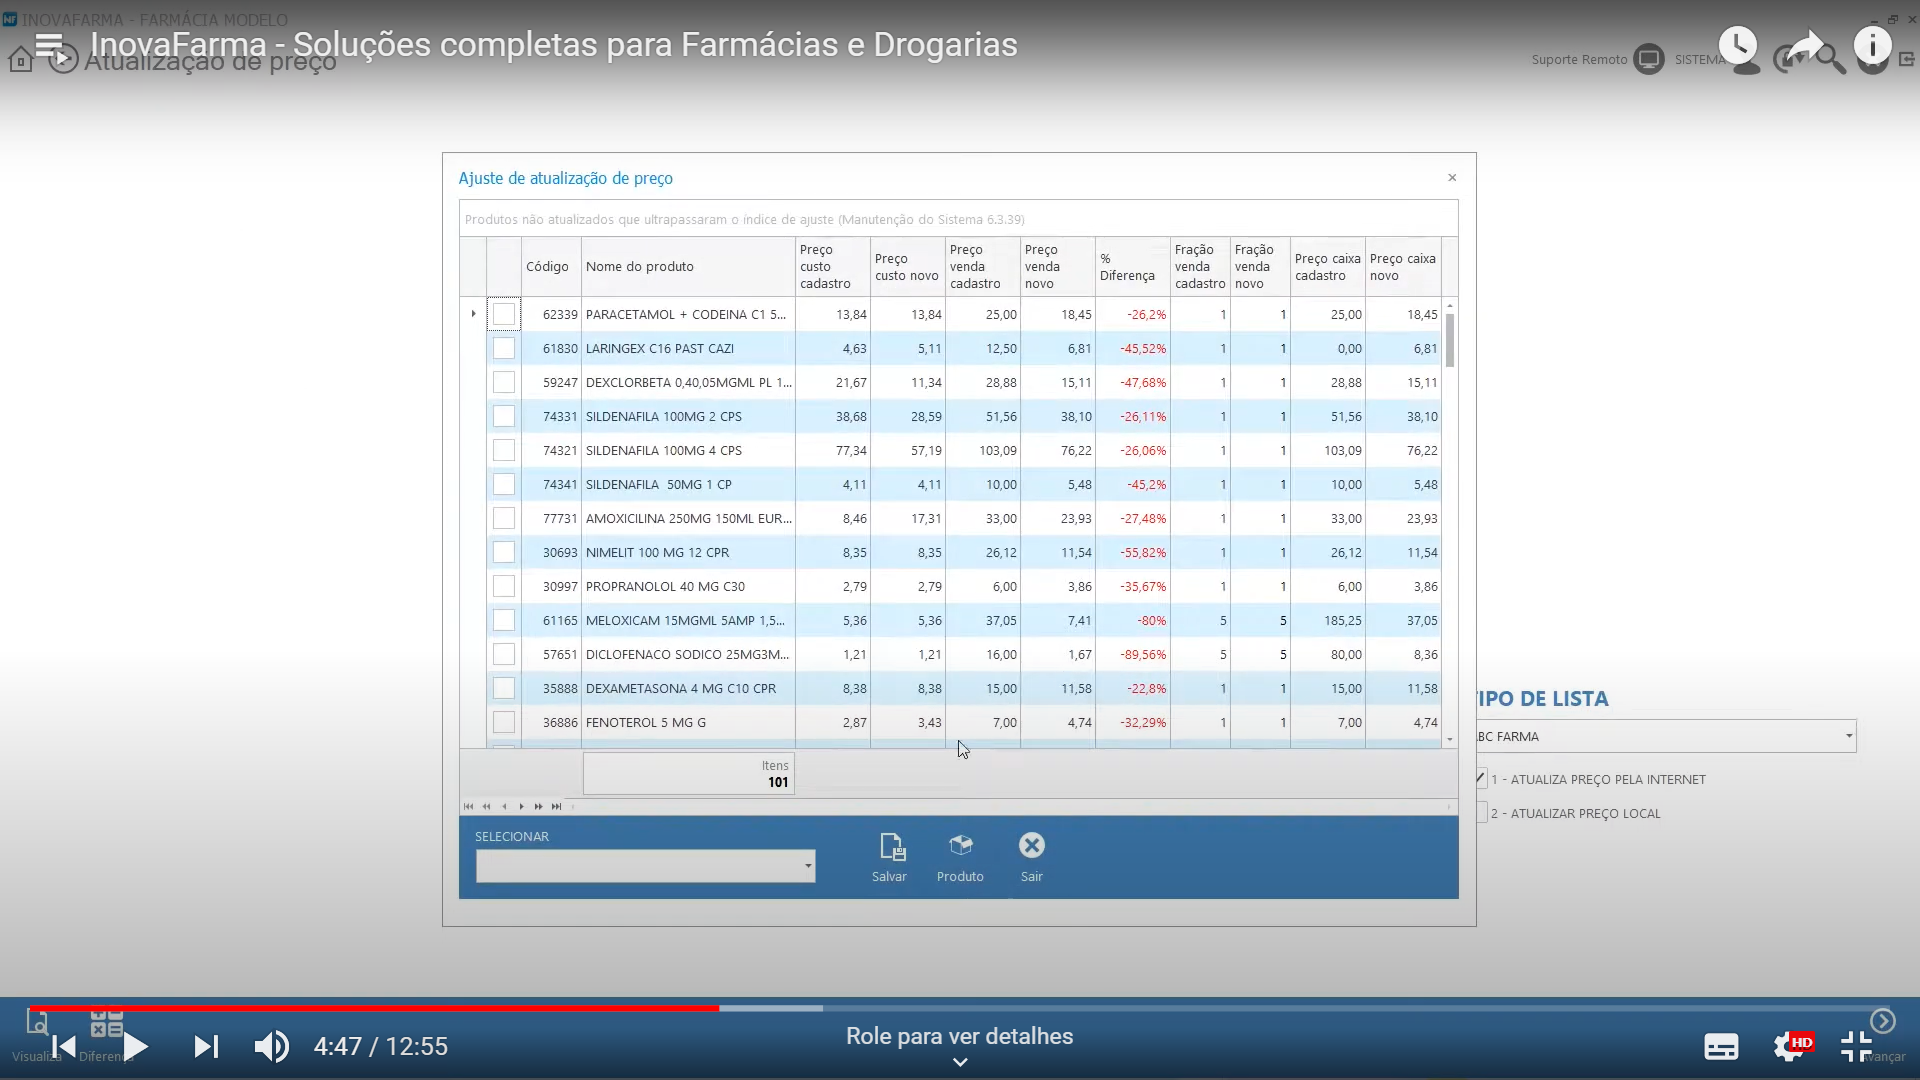 INOVAFARMA - FARMÁCIA MODELO
InovaFarma - Soluções completas para Farmácias e Drogarias
Atualização de preço
Suporte Remoto
SISTEMA
Ajuste de atualização de preço
Produtos não atualizados que ultrapassaram o índice de ajuste (Manutenção do Sistema 6.3.39)
Código Nome do produto Preço custo cadastro Preço custo novo Preço venda cadastro Preço venda novo % Diferença Fração venda cadastro Fração venda novo Preço caixa cadastro Preço caixa novo
62339 PARACETAMOL + CODEINA C1 5... 13,84 13,84 25,00 18,45 -26,2% 1 1 25,00 18,45
61830 LARINGEX C16 PAST CAZI 4,63 5,11 12,50 6,81 -45,52% 1 1 0,00 6,81
59247 DEXCLORBETA 0,40,05MGML PL 1... 21,67 11,34 28,88 15,11 -47,68% 1 1 28,88 15,11
74331 SILDENAFILA 100MG 2 CPS 38,68 28,59 51,56 38,10 -26,11% 1 1 51,56 38,10
74321 SILDENAFILA 100MG 4 CPS 77,34 57,19 103,09 76,22 -26,06% 1 1 103,09 76,22
74341 SILDENAFILA 50MG 1 CP 4,11 4,11 10,00 5,48 -45,2% 1 1 10,00 5,48
77731 AMOXICILINA 250MG 150ML EUR... 8,46 17,31 33,00 23,93 -27,48% 1 1 33,00 23,93
30693 NIMELIT 100 MG 12 CPR 8,35 8,35 26,12 11,54 -55,82% 1 1 26,12 11,54
30997 PROPRANOLOL 40 MG C30 2,79 2,79 6,00 3,86 -35,67% 1 1 6,00 3,86
61165 MELOXICAM 15MGML 5AMP 1,5... 5,36 5,36 37,05 7,41 -80% 5 5 185,25 37,05
57651 DICLOFENACO SODICO 25MG3M... 1,21 1,21 16,00 1,67 -89,56% 5 5 80,00 8,36
35888 DEXAMETASONA 4 MG C10 CPR 8,38 8,38 15,00 11,58 -22,8% 1 1 15,00 11,58
36886 FENOTEROL 5 MG G 2,87 3,43 7,00 4,74 -32,29% 1 1 7,00 4,74
Itens
101
SELECIONAR
Salvar Produto Sair
TIPO DE LISTA
ABC FARMA
1 - ATUALIZA PREÇO PELA INTERNET
2 - ATUALIZAR PREÇO LOCAL
4:47 / 12:55
Role para ver detalhes
HD
Visualiza Diferenç
Avançar